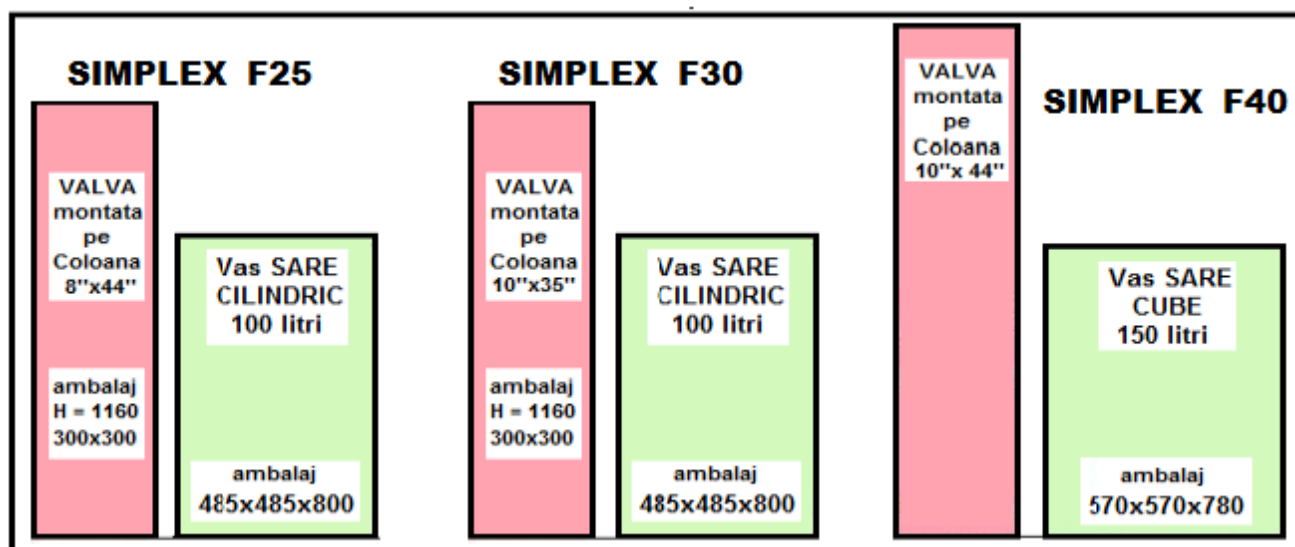 SIMPLEX F25
VALVA
montata
pe
Coloana
8"x44"
ambalaj
H = 1160
300x300
Vas SARE
CILINDRIC
100 litri
ambalaj
485x485x800
SIMPLEX F30
VALVA
montata
pe
Coloana
10"x35"
ambalaj
H = 1160
300x300
Vas SARE
CILINDRIC
100 litri
ambalaj
485x485x800
VALVA
montata
pe
Coloana
10"x 44"
SIMPLEX F40
Vas SARE
CUBE
150 litri
ambalaj
570x570x780